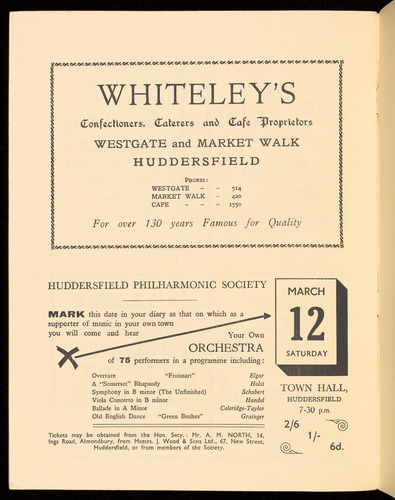 WHITELEY'S
Confectioners, Caterers and Cafe Proprietors
WESTGATE and MARKET WALK
HUDDERSFIELD
PHONES:
WESTGATE - - 514
MARKET WALK - 420
CAFE - - - 1550
For over 130 years Famous for Quality
HUDDERSFIELD PHILHARMONIC SOCIETY
MARK this date in your diary as that on which as a
supporter of music in your own town
you will come and hear
Your Own
ORCHESTRA
of 75 performers in a programme including:
Overture "Froissart" Elgar
A "Somerset" Rhapsody Holst
Symphony in B minor (The Unfinished) Schubert
Viola Concerto in B minor Handel
Ballade in A Minor Coleridge-Taylor
Old English Dance "Green Bushes" Grainger
Tickets may be obtained from the Hon. Secy.: Mr. A. M. NORTH, 14,
Ings Road, Almondbury, from Messrs. J. Wood & Sons Ltd., 67, New Street,
Huddersfield, or from members of the Society.
MARCH
12
SATURDAY
TOWN HALL,
HUDDERSFIELD
7-30 p.m.
2/6
1/-
6d.